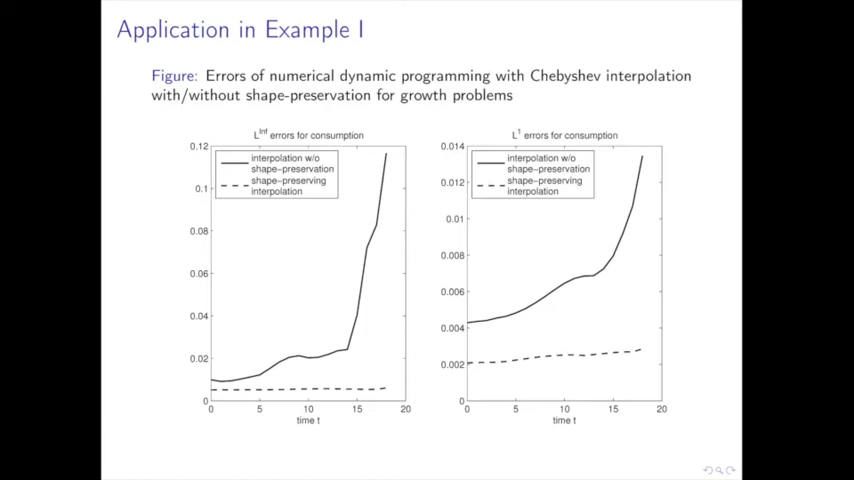 Application in Example I
Figure: Errors of numerical dynamic programming with Chebyshev interpolation
with/without shape-preservation for growth problems
L^Inf errors for consumption
0.12
0.1
0.08
0.06
0.04
0.02
0
interpolation w/o
shape−preservation
shape−preserving
interpolation
0 5 10 15 20
time t
L^1 errors for consumption
0.014
0.012
0.01
0.008
0.006
0.004
0.002
0
interpolation w/o
shape−preservation
shape−preserving
interpolation
0 5 10 15 20
time t